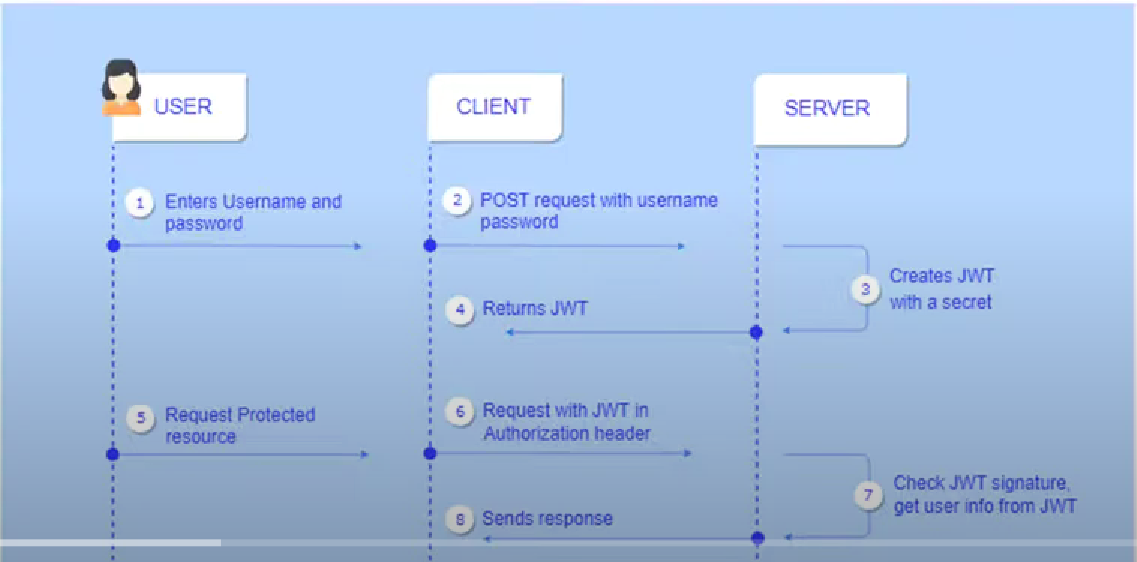 USER
CLIENT
SERVER
1
Enters Username and
password
2
POST request with username
password
3
Creates JWT
with a secret
4
Returns JWT
5
Request Protected
resource
6
Request with JWT in
Authorization header
7
Check JWT signature,
get user info from JWT
8
Sends response